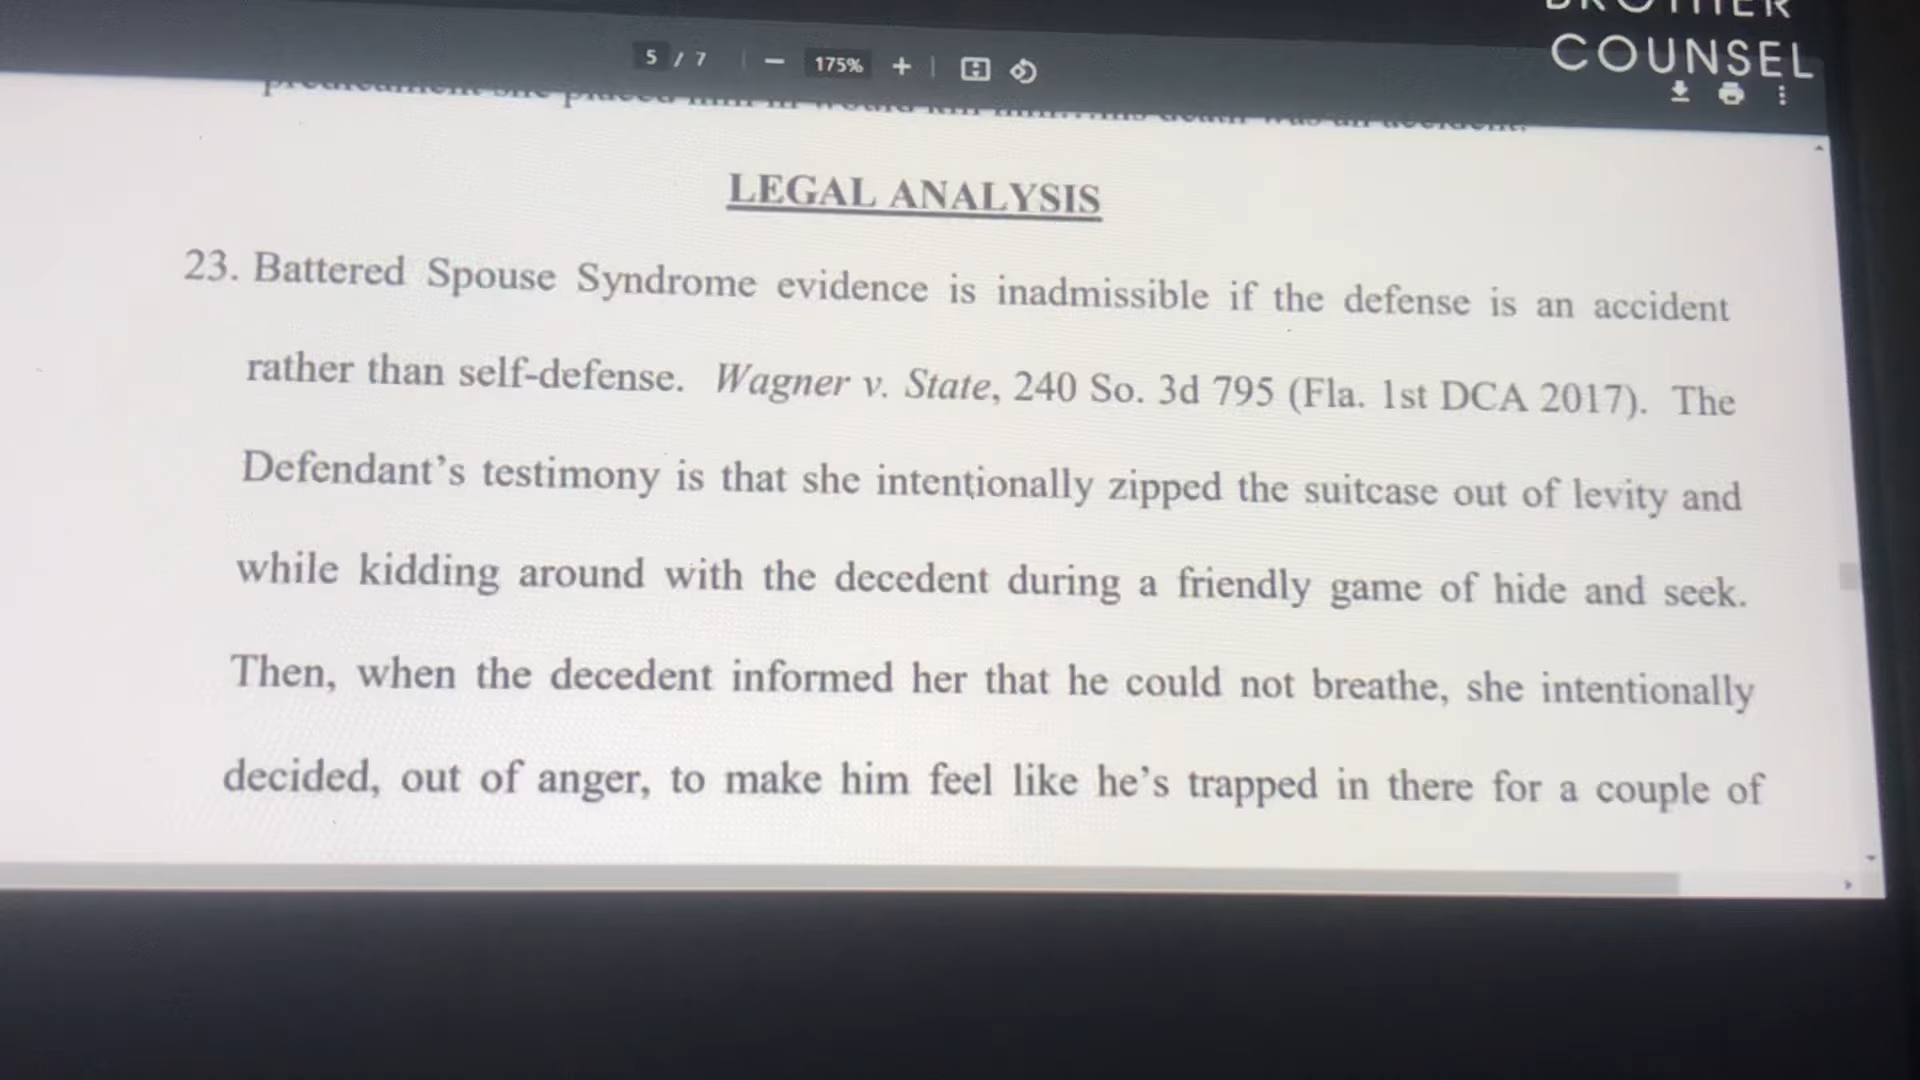 BROTHER
COUNSEL
5 / 7 − 175% +
LEGAL ANALYSIS
23. Battered Spouse Syndrome evidence is inadmissible if the defense is an accident
rather than self-defense. Wagner v. State, 240 So. 3d 795 (Fla. 1st DCA 2017). The
Defendant’s testimony is that she intentionally zipped the suitcase out of levity and
while kidding around with the decedent during a friendly game of hide and seek.
Then, when the decedent informed her that he could not breathe, she intentionally
decided, out of anger, to make him feel like he’s trapped in there for a couple of